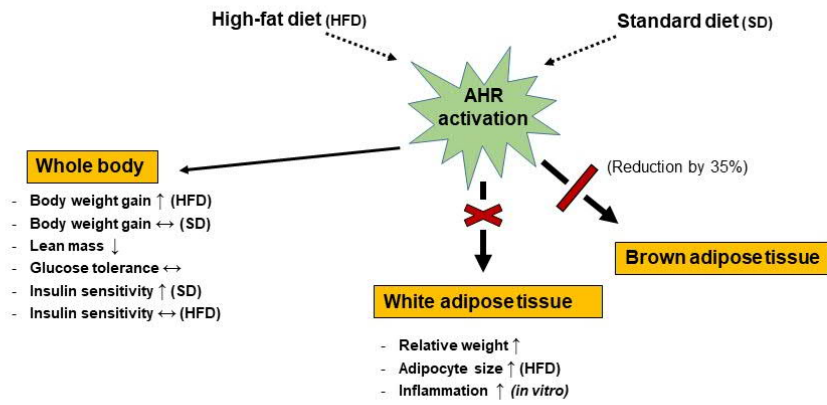 High-fat diet (HFD)
Standard diet (SD)
AHR
activation
(Reduction by 35%)
Whole body
- Body weight gain ↑ (HFD)
- Body weight gain ↔ (SD)
- Lean mass ↓
- Glucose tolerance ↔
- Insulin sensitivity ↑ (SD)
- Insulin sensitivity ↔ (HFD)
Brown adipose tissue
White adipose tissue
- Relative weight ↑
- Adipocyte size ↑ (HFD)
- Inflammation ↑ (in vitro)